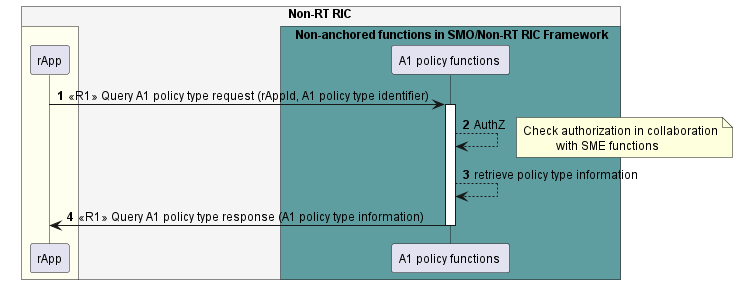 Non-RT RIC
Non-anchored functions in SMO/Non-RT RIC Framework
rApp
A1 policy functions
1 «R1» Query A1 policy type request (rAppId, A1 policy type identifier)
2 AuthZ
Check authorization in collaboration
with SME functions
3 retrieve policy type information
4 «R1» Query A1 policy type response (A1 policy type information)
rApp
A1 policy functions